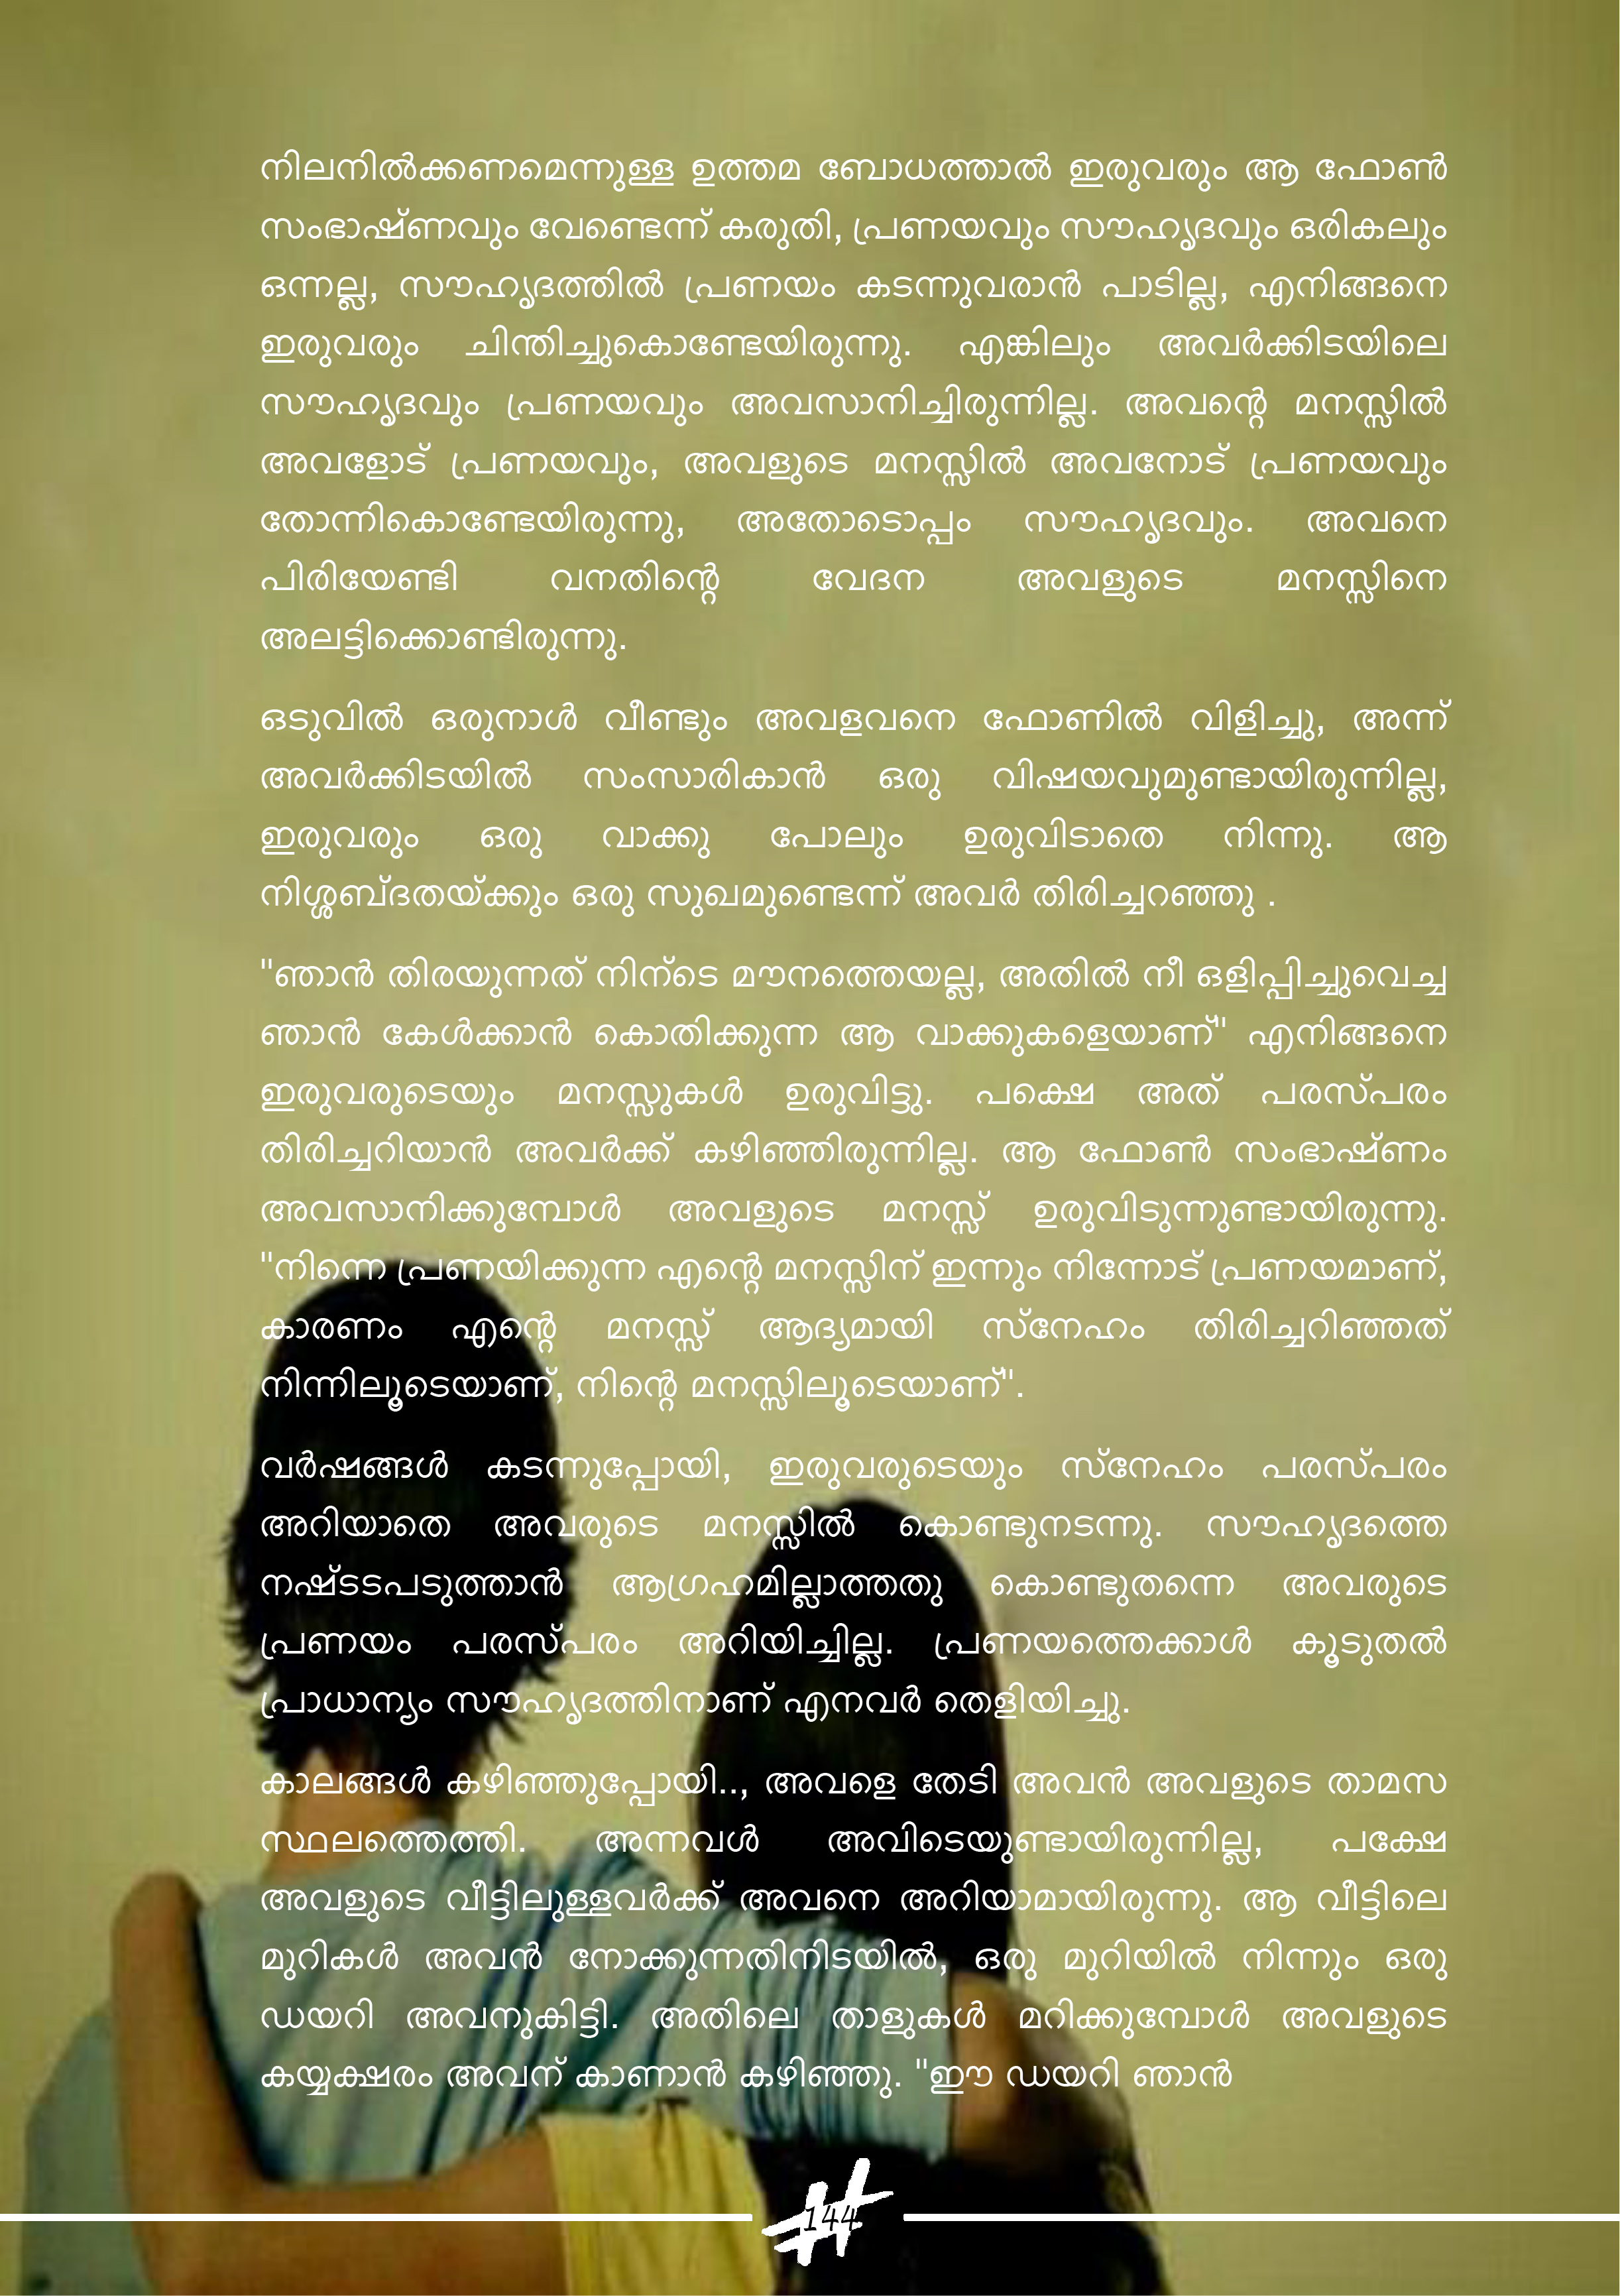 നിലനിൽക്കണമെന്നുള്ള ഉത്തമ ബോധത്താൽ ഇരുവരും ആ ഫോൺ
സംഭാഷ്ണവും വേണ്ടെന്ന് കരുതി, പ്രണയവും സൗഹൃദവും ഒരികലും
ഒന്നല്ല, സൗഹൃദത്തിൽ പ്രണയം കടന്നുവരാൻ പാടില്ല, എനിങ്ങനെ
ഇരുവരും ചിന്തിച്ചുകൊണ്ടേയിരുന്നു. എങ്കിലും അവർക്കിടയിലെ
സൗഹൃദവും പ്രണയവും അവസാനിച്ചിരുന്നില്ല. അവന്റെ മനസ്സിൽ
അവളോട് പ്രണയവും, അവളുടെ മനസ്സിൽ അവനോട് പ്രണയവും
തോന്നികൊണ്ടേയിരുന്നു, അതോടൊപ്പം സൗഹൃദവും. അവനെ
പിരിയേണ്ടി വനതിന്റെ വേദന അവളുടെ മനസ്സിനെ
അലട്ടിക്കൊണ്ടിരുന്നു.
ഒടുവിൽ ഒരുനാൾ വീണ്ടും അവളവനെ ഫോണിൽ വിളിച്ചു, അന്ന്
അവർക്കിടയിൽ സംസാരികാൻ ഒരു വിഷയവുമുണ്ടായിരുന്നില്ല,
ഇരുവരും ഒരു വാക്കു പോലും ഉരുവിടാതെ നിന്നു. ആ
നിശ്ശബ്ദതയ്ക്കും ഒരു സുഖമുണ്ടെന്ന് അവർ തിരിച്ചറഞ്ഞു .
"ഞാൻ തിരയുന്നത് നിന്ടെ മൗനത്തെയല്ല, അതിൽ നീ ഒളിപ്പിച്ചുവെച്ച
ഞാൻ കേൾക്കാൻ കൊതിക്കുന്ന ആ വാക്കുകളെയാണ്" എനിങ്ങനെ
ഇരുവരുടെയും മനസ്സുകൾ ഉരുവിട്ടു. പക്ഷെ അത് പരസ്പരം
തിരിച്ചറിയാൻ അവർക്ക് കഴിഞ്ഞിരുന്നില്ല. ആ ഫോൺ സംഭാഷ്ണം
അവസാനിക്കുമ്പോൾ അവളുടെ മനസ്സ് ഉരുവിടുന്നുണ്ടായിരുന്നു.
"നിന്നെ പ്രണയിക്കുന്ന എന്റെ മനസ്സിന് ഇന്നും നിന്നോട് പ്രണയമാണ്,
കാരണം എന്റെ മനസ്സ് ആദ്യമായി സ്നേഹം തിരിച്ചറിഞ്ഞത്
നിന്നിലൂടെയാണ്, നിന്റെ മനസ്സിലൂടെയാണ്".
വർഷങ്ങൾ കടന്നുപ്പോയി, ഇരുവരുടെയും സ്നേഹം പരസ്പരം
അറിയാതെ അവരുടെ മനസ്സിൽ കൊണ്ടുനടന്നു. സൗഹൃദത്തെ
നഷ്ടടപടുത്താൻ ആഗ്രഹമില്ലാത്തതു കൊണ്ടുതന്നെ അവരുടെ
പ്രണയം പരസ്പരം അറിയിച്ചില്ല. പ്രണയത്തെക്കാൾ കൂടുതൽ
പ്രാധാന്യം സൗഹൃദത്തിനാണ് എനവർ തെളിയിച്ചു.
കാലങ്ങൾ കഴിഞ്ഞുപ്പോയി.., അവളെ തേടി അവൻ അവളുടെ താമസ
സ്ഥലത്തെത്തി. അന്നവൾ അവിടെയുണ്ടായിരുന്നില്ല, പക്ഷേ
അവളുടെ വീട്ടിലുള്ളവർക്ക് അവനെ അറിയാമായിരുന്നു. ആ വീട്ടിലെ
മുറികൾ അവൻ നോക്കുന്നതിനിടയിൽ, ഒരു മുറിയിൽ നിന്നും ഒരു
ഡയറി അവനുകിട്ടി. അതിലെ താളുകൾ മറിക്കുമ്പോൾ അവളുടെ
കയ്യക്ഷരം അവന് കാണാൻ കഴിഞ്ഞു. "ഈ ഡയറി ഞാൻ
144